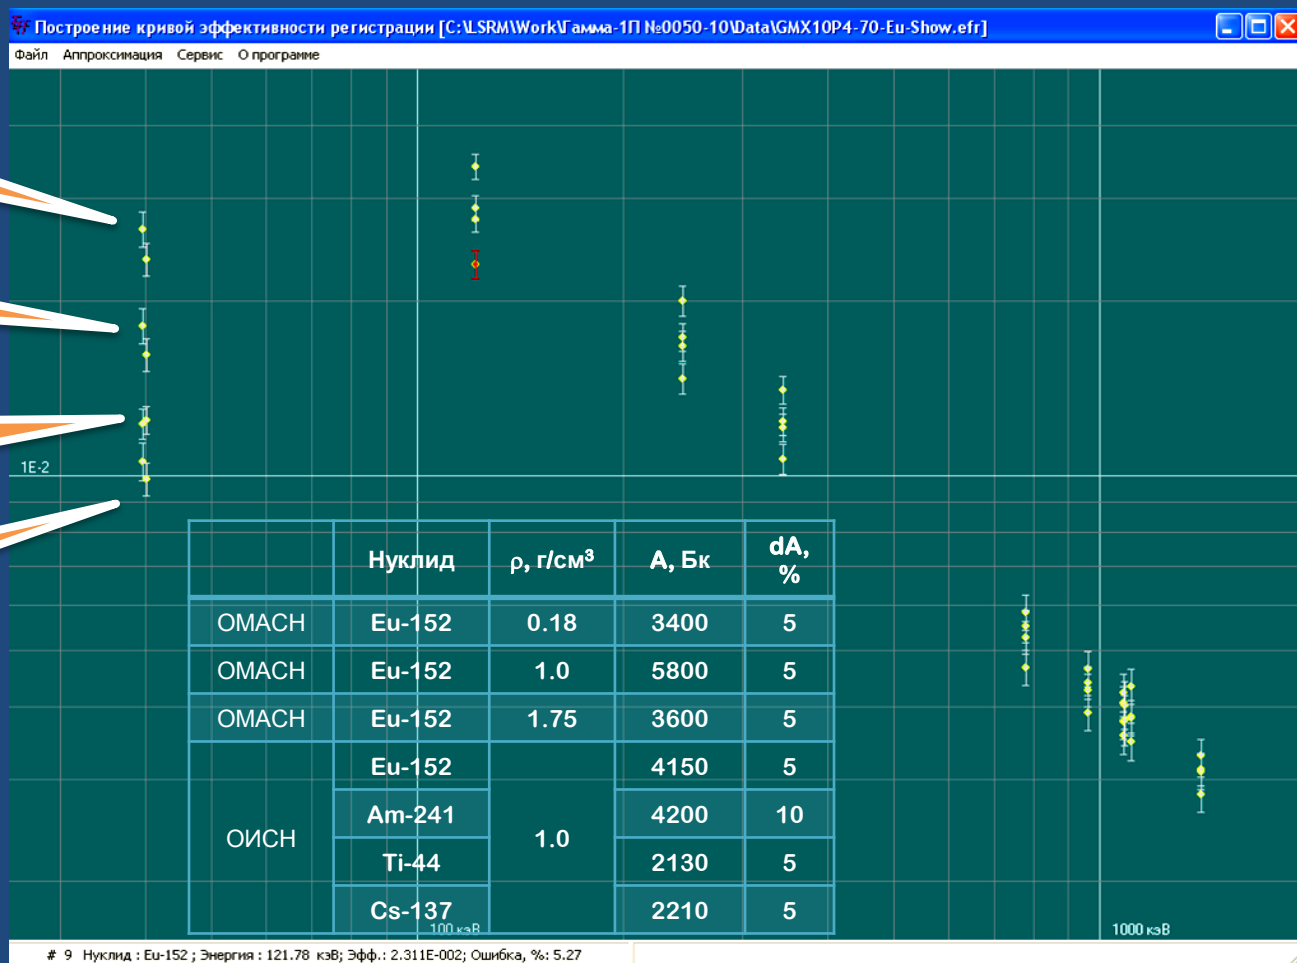 Построение кривой эффективности регистрации [C:\LSRM\Work\Гамма-1П №0050-10\Data\GMX10P4-70-Eu-Show.efr]
Файл Аппроксимация Сервис О программе
1E-2
Нуклид ρ, г/см³ А, Бк dA, %
ОМАСН Eu-152 0.18 3400 5
ОМАСН Eu-152 1.0 5800 5
ОМАСН Eu-152 1.75 3600 5
ОИСН Eu-152 1.0 4150 5
Am-241 4200 10
Ti-44 2130 5
Cs-137 2210 5
100 кэВ 1000 кэВ
# 9 Нуклид : Eu-152 ; Энергия : 121.78 кэВ; Эфф.: 2.311E-002; Ошибка, %: 5.27